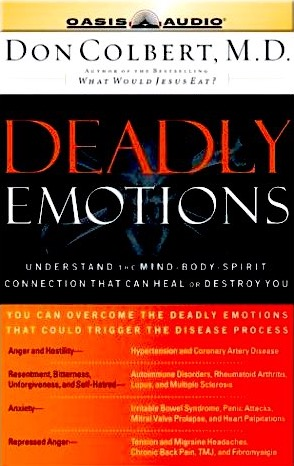 OASIS AUDIO
DON COLBERT, M.D.
AUTHOR OF THE BESTSELLING
WHAT WOULD JESUS EAT?
DEADLY
EMOTIONS
UNDERSTAND THE MIND-BODY-SPIRIT
CONNECTION THAT CAN HEAL OR DESTROY YOU
YOU CAN OVERCOME THE DEADLY EMOTIONS
THAT COULD TRIGGER THE DISEASE PROCESS
Anger and Hostility— Hypertension and Coronary Artery Disease
Resentment, Bitterness, Autoimmune Disorders, Rheumatoid Arthritis,
Unforgiveness, and Self-Hatred— Lupus, and Multiple Sclerosis
Anxiety— Irritable Bowel Syndrome, Panic Attacks,
Mitral Valve Prolapse, and Heart Palpitations
Repressed Anger— Tension and Migraine Headaches,
Chronic Back Pain, TMJ, and Fibromyalgia